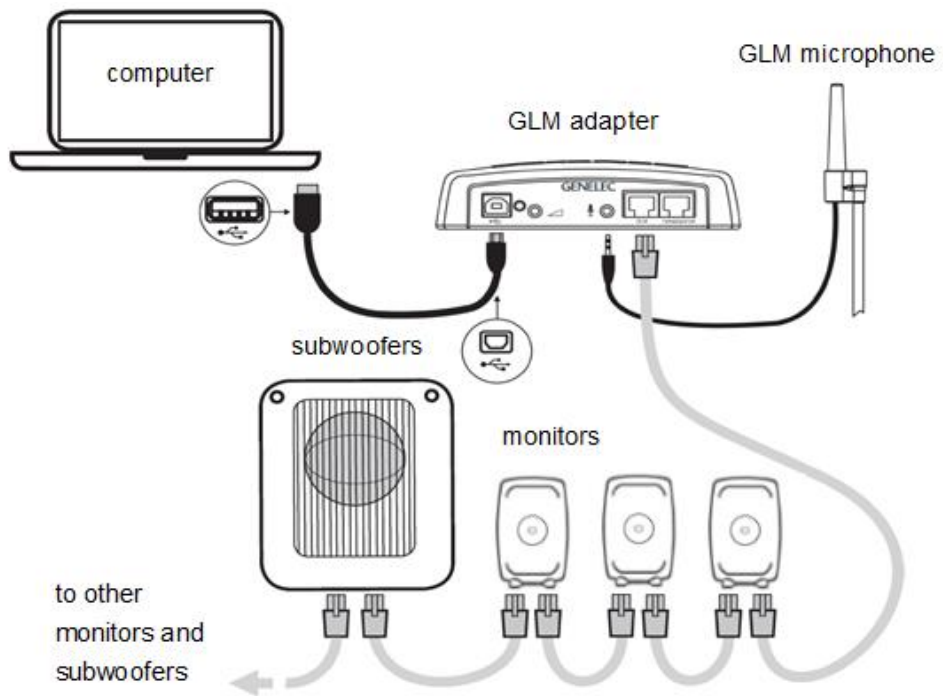 computer
GLM microphone
GLM adapter
GENELEC
subwoofers
monitors
to other
monitors and
subwoofers